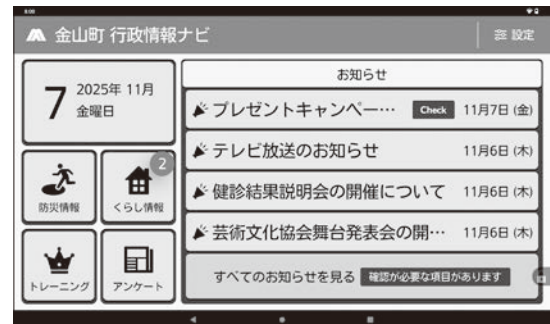 8:00
金山町 行政情報ナビ
設定
7
2025年 11月
金曜日
防災情報
2
くらし情報
トレーニング
アンケート
お知らせ
プレゼントキャンペー… Check 11月7日 (金)
テレビ放送のお知らせ 11月6日 (木)
健診結果説明会の開催について 11月6日 (木)
芸術文化協会舞台発表会の開… 11月6日 (木)
すべてのお知らせを見る 確認が必要な項目があります